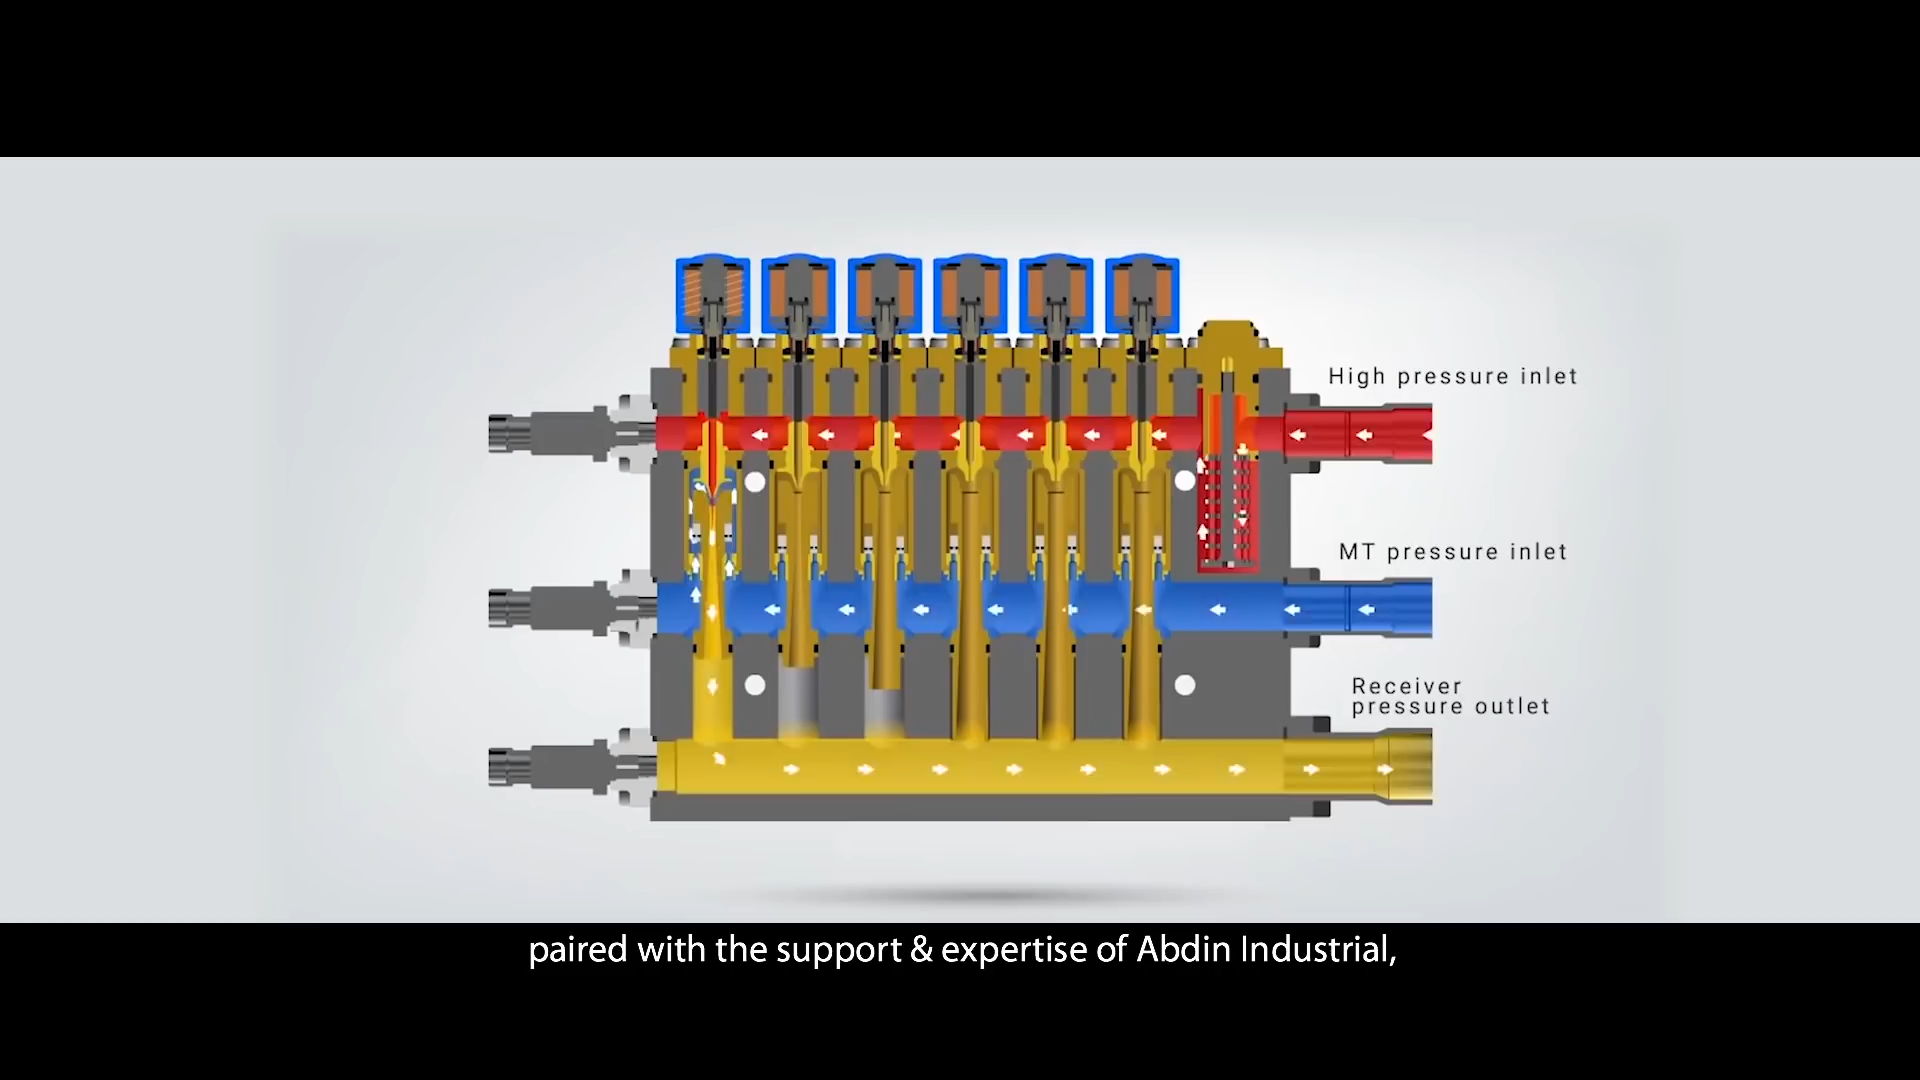 High pressure inlet
MT pressure inlet
Receiver
pressure outlet
paired with the support & expertise of Abdin Industrial,